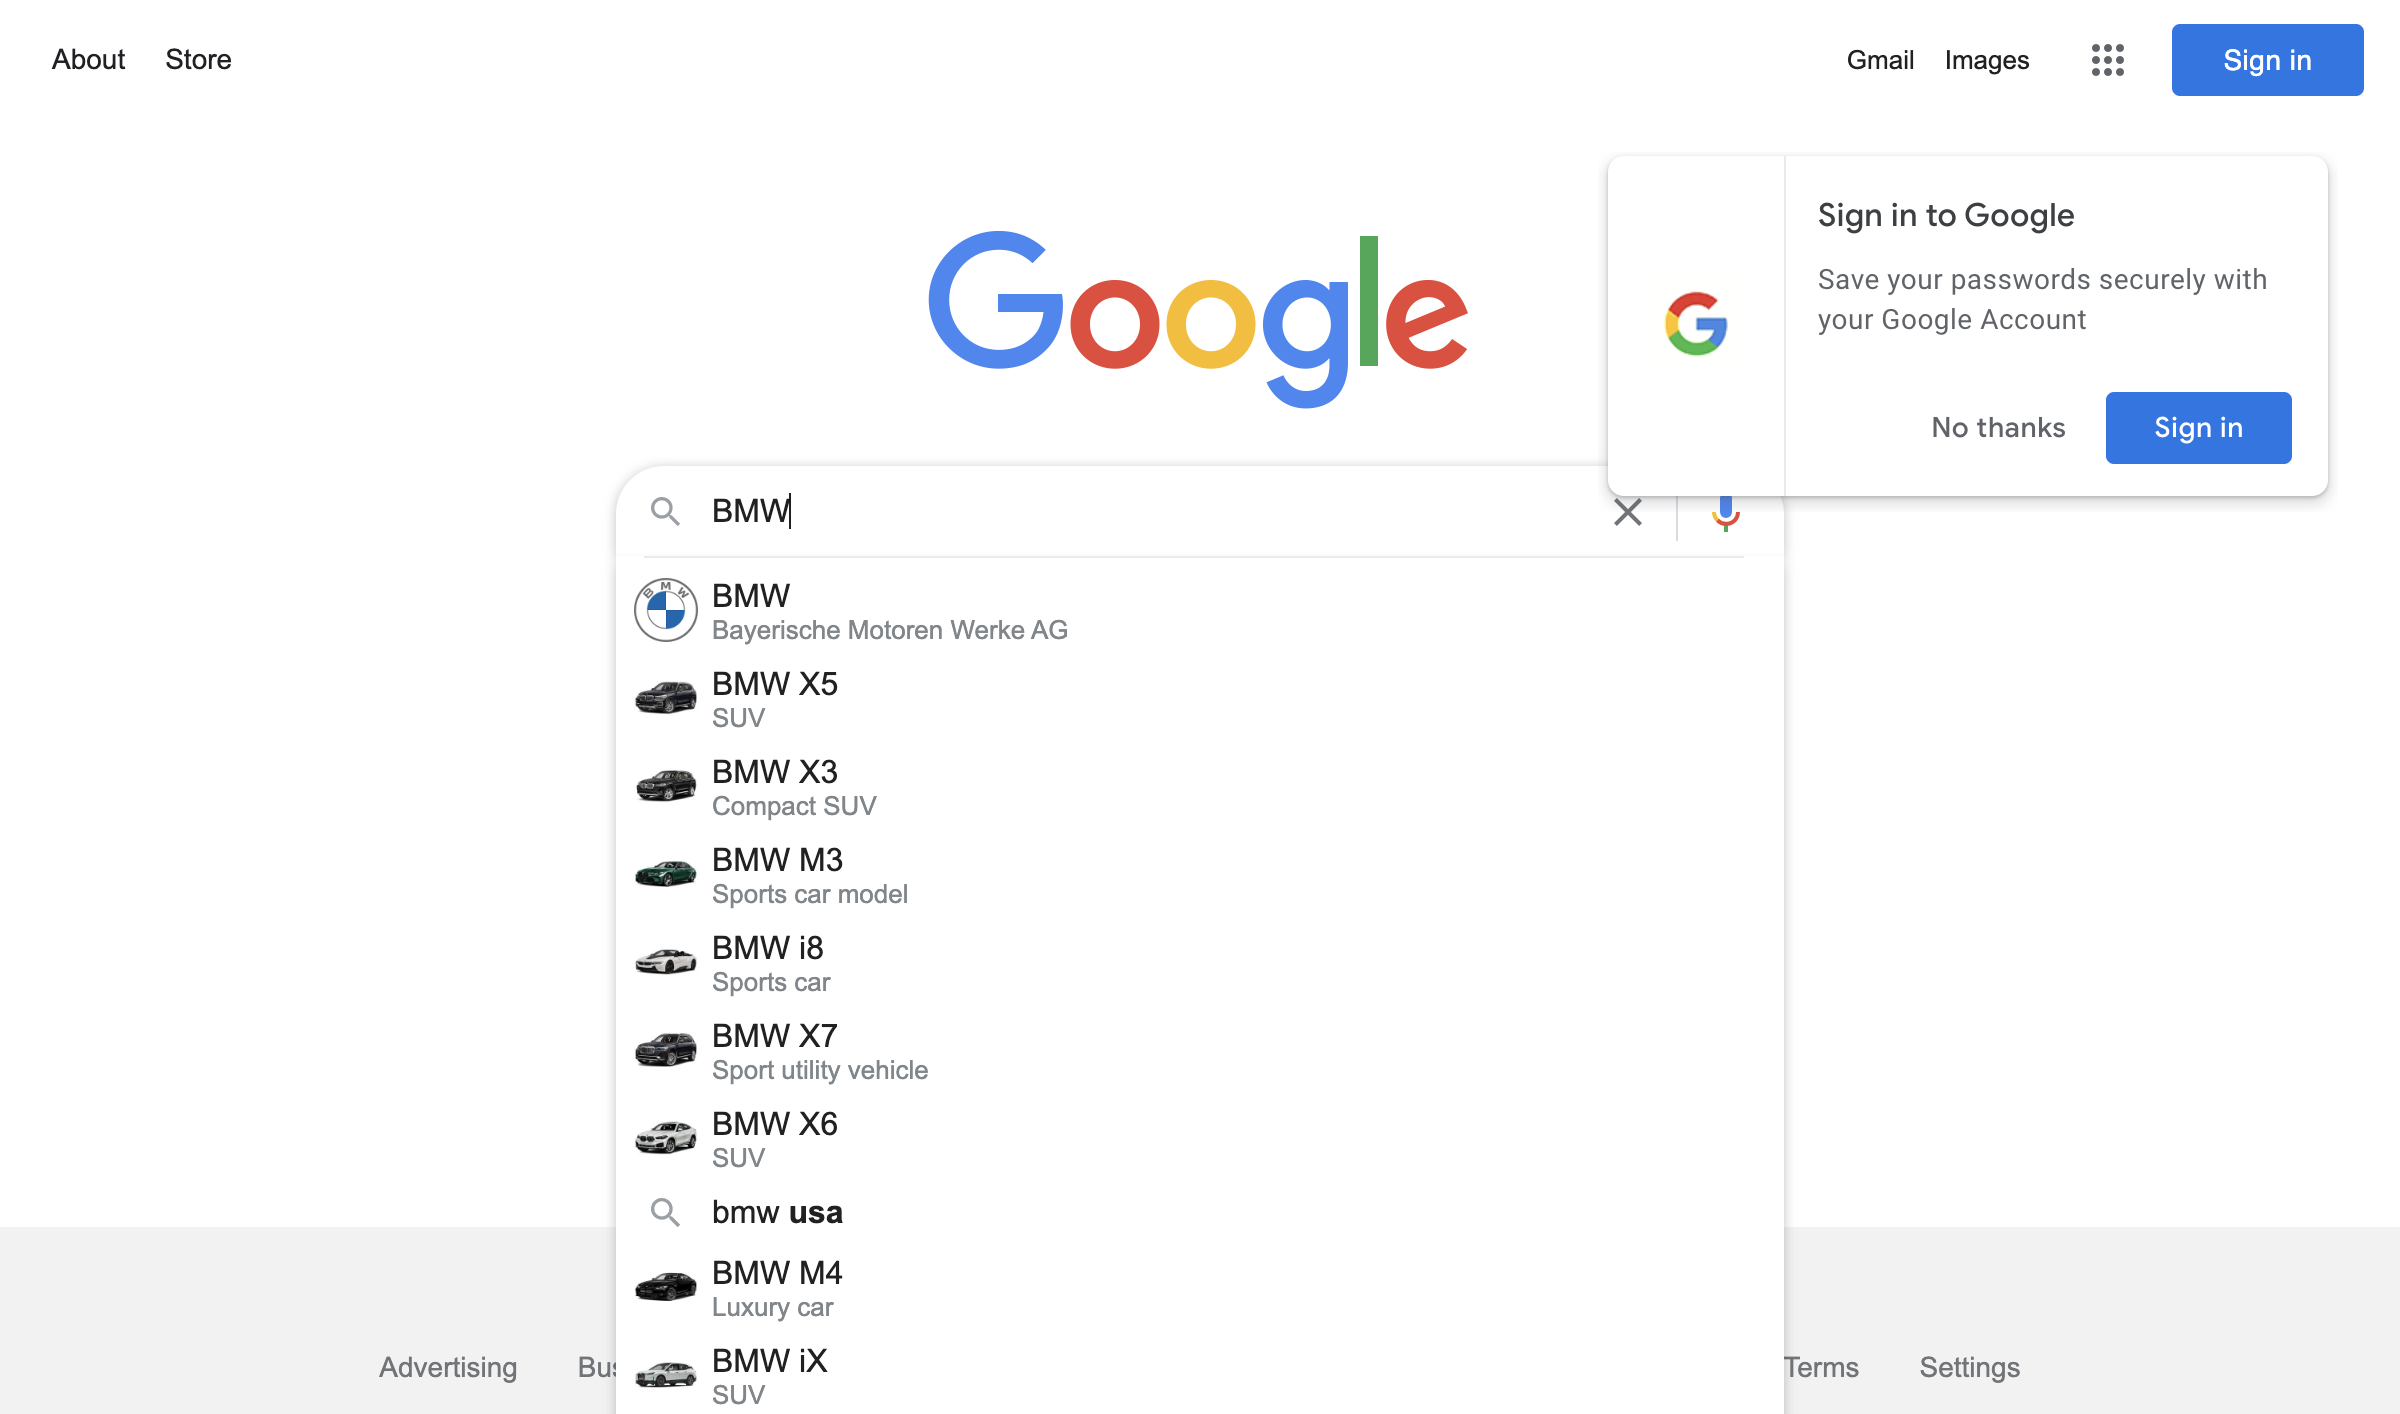 About Store
Gmail Images Sign in
Google
Sign in to Google
Save your passwords securely with
your Google Account
No thanks Sign in
BMW
BMW
BMW
Bayerische Motoren Werke AG
BMW X5
SUV
BMW X3
Compact SUV
BMW M3
Sports car model
BMW i8
Sports car
BMW X7
Sport utility vehicle
BMW X6
SUV
bmw usa
BMW M4
Luxury car
BMW iX
SUV
Advertising Terms Settings